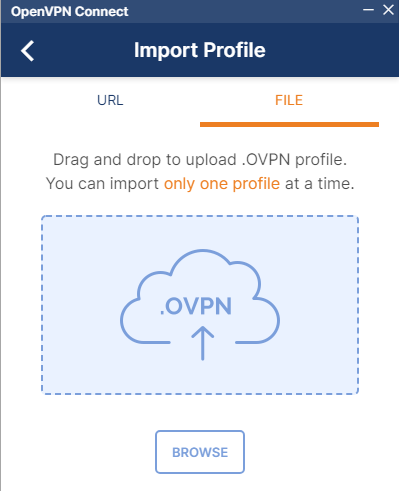 OpenVPN Connect
Import Profile
URL
FILE
Drag and drop to upload .OVPN profile.
You can import only one profile at a time.
.OVPN
BROWSE